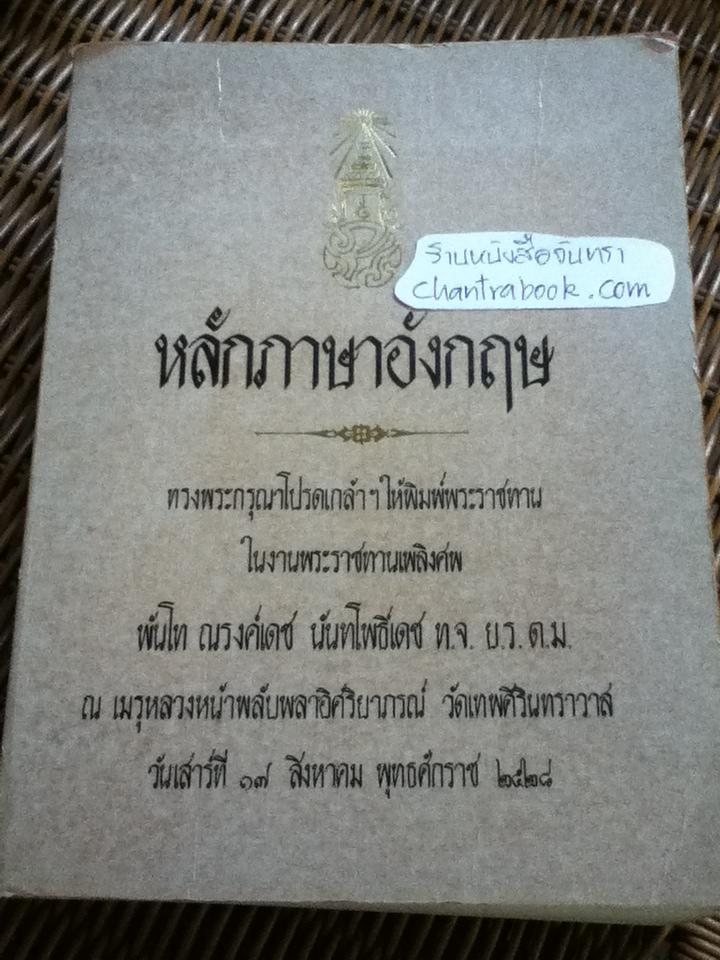 ร้านหนังสือจันทรา
chantrabook.com
หลักภาษาอังกฤษ
ทรงพระกรุณาโปรดเกล้าฯ ให้พิมพ์พระราชทาน
ในงานพระราชทานเพลิงศพ
พันโท ณรงค์เดช นันทโพธิ์เดช ท.จ. ย.ร. ด.ม.
ณ เมรุหลวงหน้าพลับพลาอิศริยาภรณ์ วัดเทพศิรินทราวาส
วันเสาร์ที่ ๑๗ สิงหาคม พุทธศักราช ๒๕๒๘